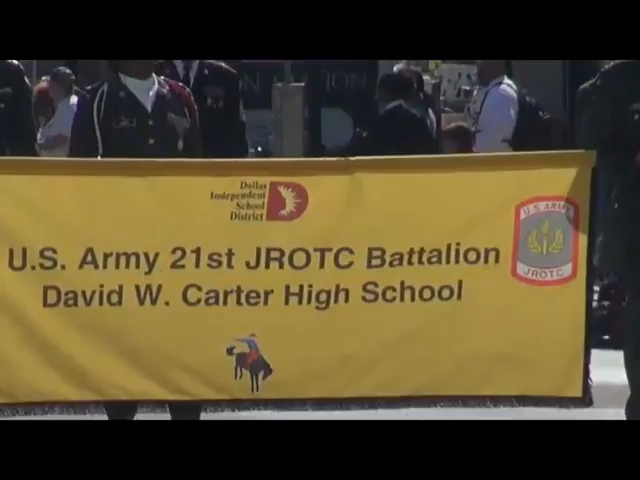 Dallas
Independent
School
District
U.S. Army 21st JROTC Battalion
David W. Carter High School
U.S. ARMY
JROTC